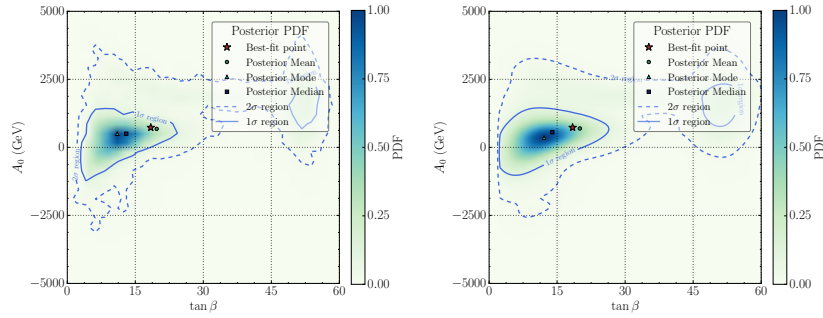 5000
2500
0
−2500
−5000
A₀ (GeV)
0 15 30 45 60
tan β
Posterior PDF
Best-fit point
Posterior Mean
Posterior Mode
Posterior Median
2σ region
1σ region
1σ region
2σ region
1.00
0.75
0.50
0.25
0.00
PDF
5000
2500
0
−2500
−5000
A₀ (GeV)
0 15 30 45 60
tan β
Posterior PDF
Best-fit point
Posterior Mean
Posterior Mode
Posterior Median
2σ region
1σ region
2σ region
1σ region
region
1.00
0.75
0.50
0.25
0.00
PDF